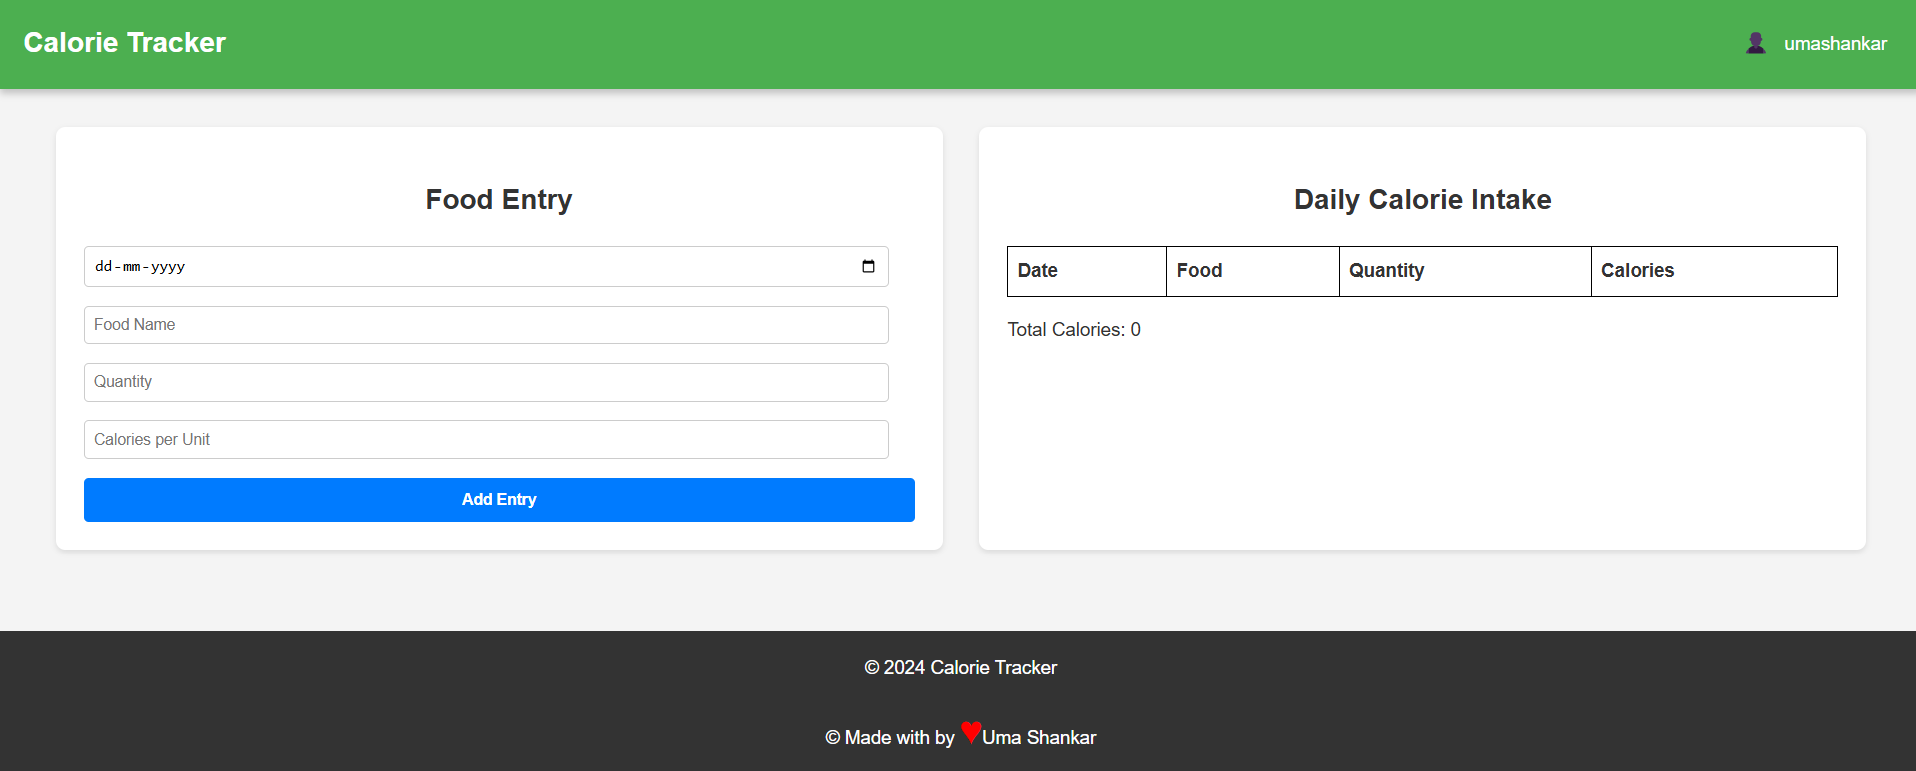 Calorie Tracker
umashankar
Food Entry
dd-mm-yyyy
Food Name
Quantity
Calories per Unit
Add Entry
Daily Calorie Intake
Date Food Quantity Calories
Total Calories: 0
© 2024 Calorie Tracker
© Made with by ♥Uma Shankar